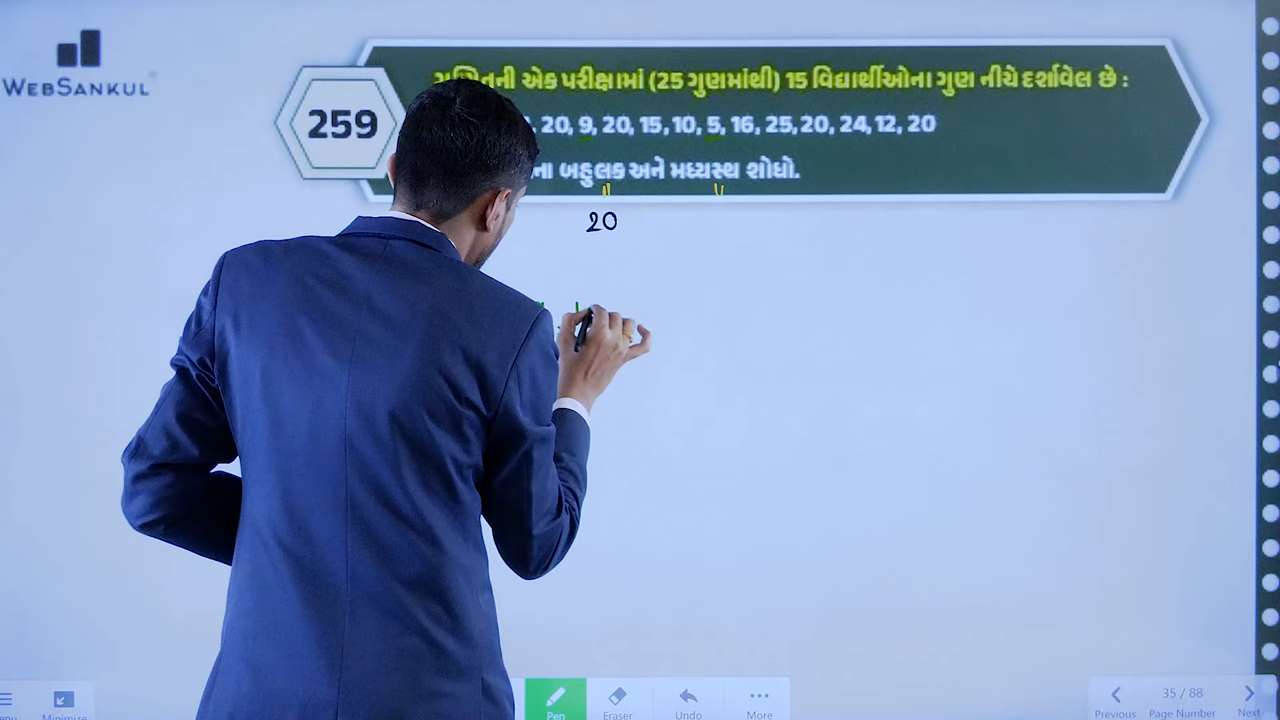 WEBSANKUL
એક પરીક્ષામાં (25 ગુણમાંથી) 15 વિદ્યાર્થીઓના ગુણ નીચે દર્શાવેલ છે :
259
, 20, 9, 20, 15, 10, 5, 16, 25, 20, 24, 12, 20
ના બહુલક અને મધ્યસ્થ શોધો.
20
Minimize
Pen
Eraser
Undo
More
Previous
35 / 88
Page Number
Next